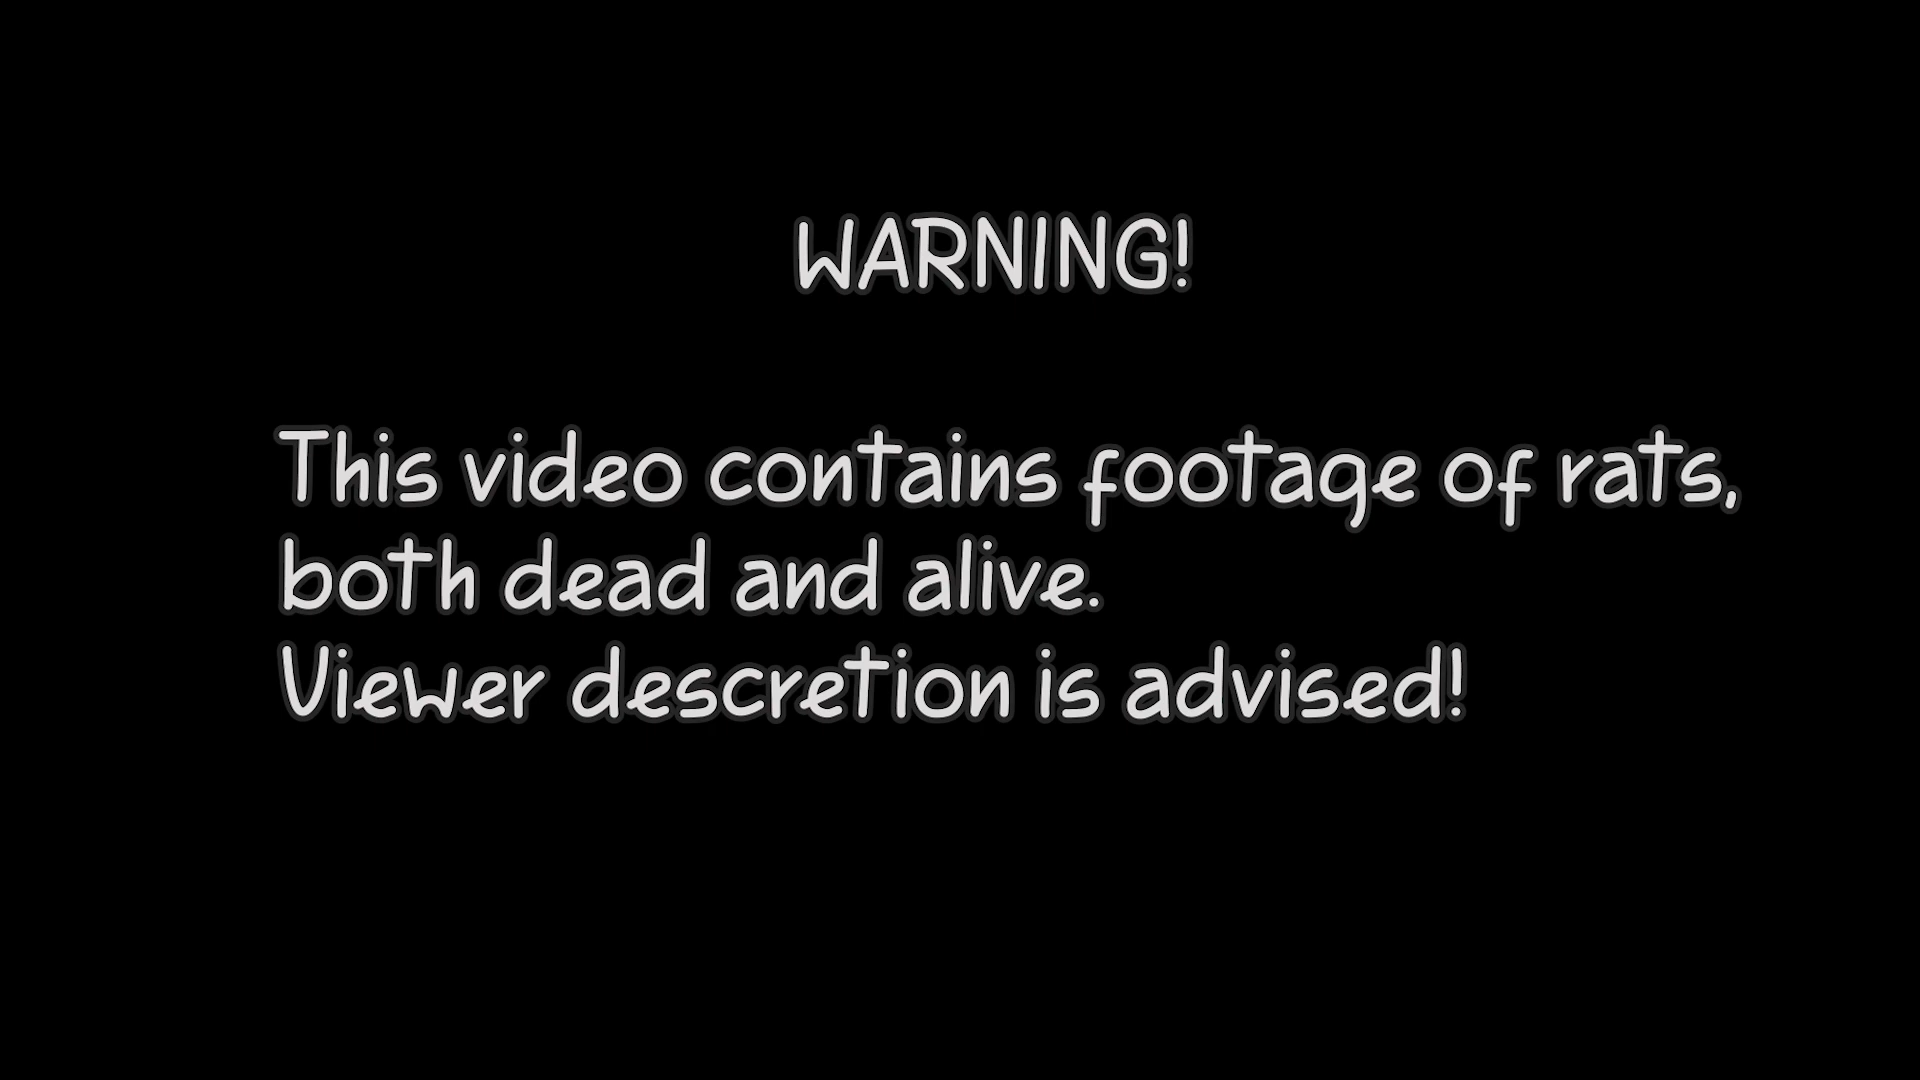 WARNING!
This video contains footage of rats,
both dead and alive.
Viewer descretion is advised!